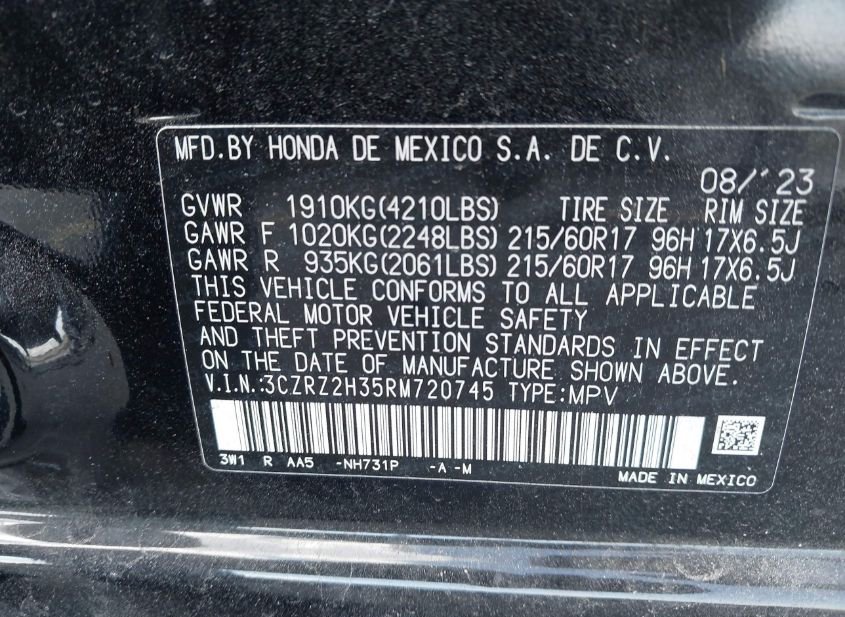 MFD.BY HONDA DE MEXICO S.A. DE C.V.
08/'23
GVWR 1910KG(4210LBS) TIRE SIZE RIM SIZE
GAWR F 1020KG(2248LBS) 215/60R17 96H 17X6.5J
GAWR R 935KG(2061LBS) 215/60R17 96H 17X6.5J
THIS VEHICLE CONFORMS TO ALL APPLICABLE
FEDERAL MOTOR VEHICLE SAFETY
AND THEFT PREVENTION STANDARDS IN EFFECT
ON THE DATE OF MANUFACTURE SHOWN ABOVE.
V.I.N.:3CZRZ2H35RM720745 TYPE:MPV
3W1 R AA5 -NH731P -A -M
MADE IN MEXICO